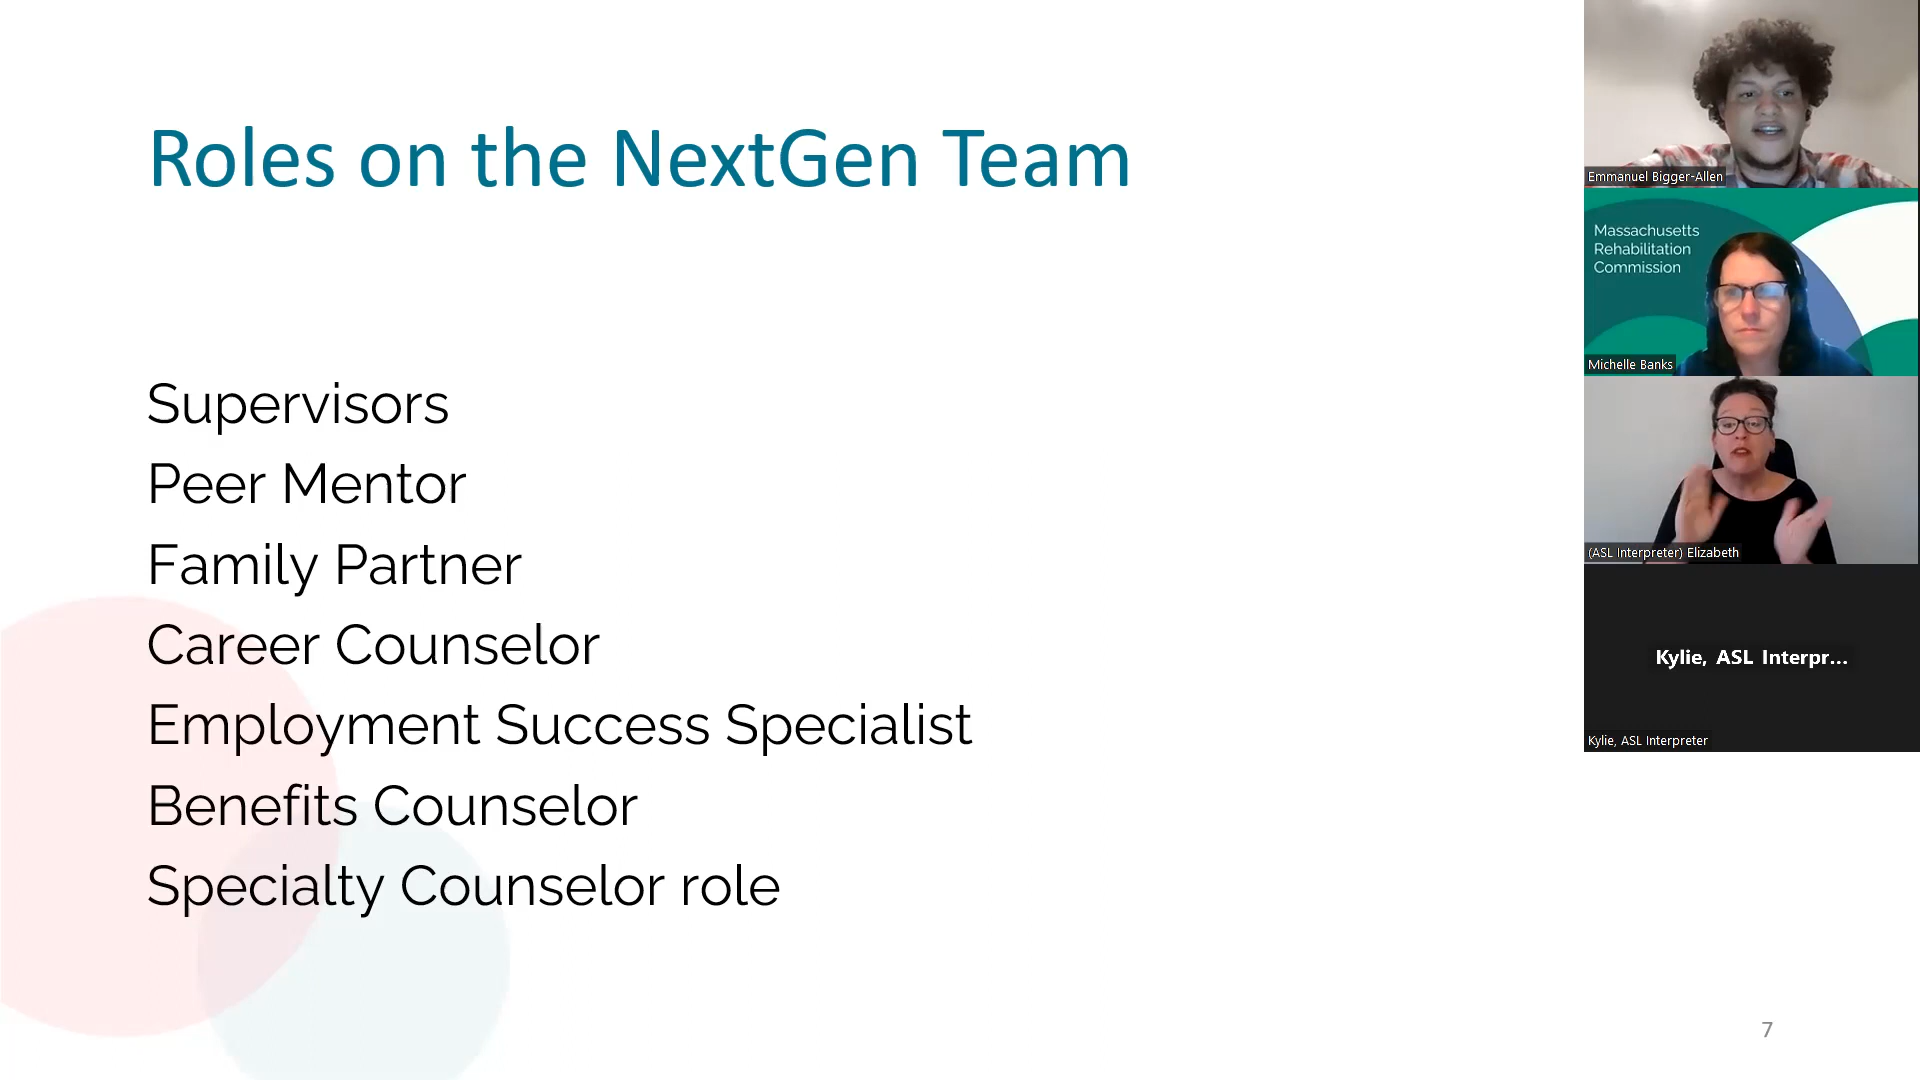 Roles on the NextGen Team
Supervisors
Peer Mentor
Family Partner
Career Counselor
Employment Success Specialist
Benefits Counselor
Specialty Counselor role
7
Emmanuel Bigger-Allen
Massachusetts
Rehabilitation
Commission
Michelle Banks
(ASL Interpreter) Elizabeth
Kylie, ASL Interpr...
Kylie, ASL Interpreter